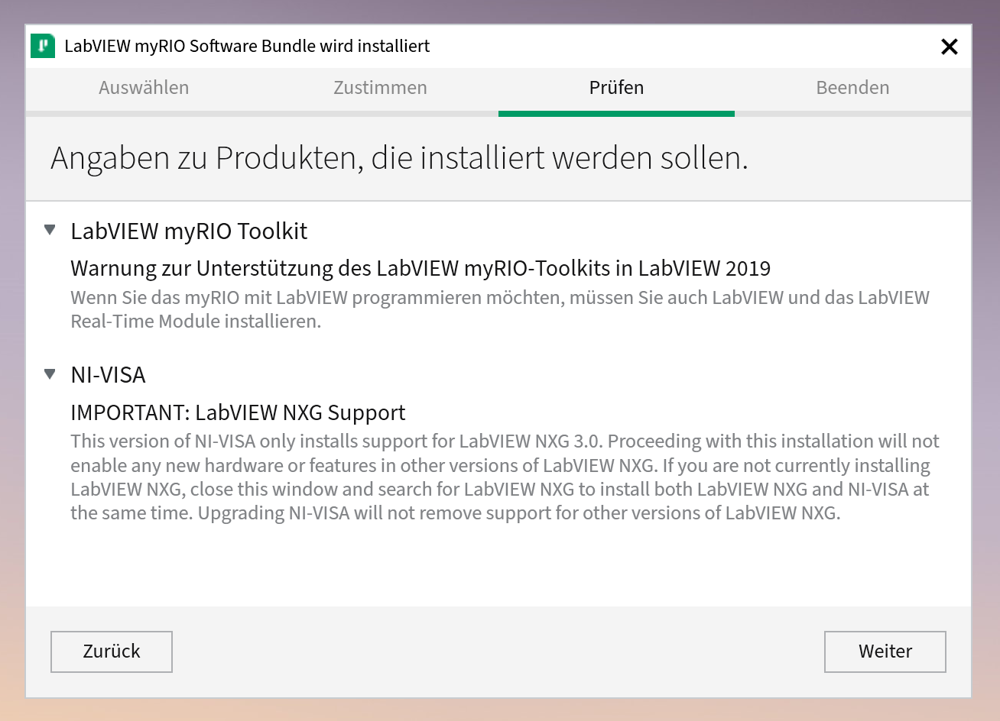 LabVIEW myRIO Software Bundle wird installiert
Auswählen
Zustimmen
Prüfen
Beenden
Angaben zu Produkten, die installiert werden sollen.
LabVIEW myRIO Toolkit
Warnung zur Unterstützung des LabVIEW myRIO-Toolkits in LabVIEW 2019
Wenn Sie das myRIO mit LabVIEW programmieren möchten, müssen Sie auch LabVIEW und das LabVIEW
Real-Time Module installieren.
NI-VISA
IMPORTANT: LabVIEW NXG Support
This version of NI-VISA only installs support for LabVIEW NXG 3.0. Proceeding with this installation will not
enable any new hardware or features in other versions of LabVIEW NXG. If you are not currently installing
LabVIEW NXG, close this window and search for LabVIEW NXG to install both LabVIEW NXG and NI-VISA at
the same time. Upgrading NI-VISA will not remove support for other versions of LabVIEW NXG.
Zurück
Weiter